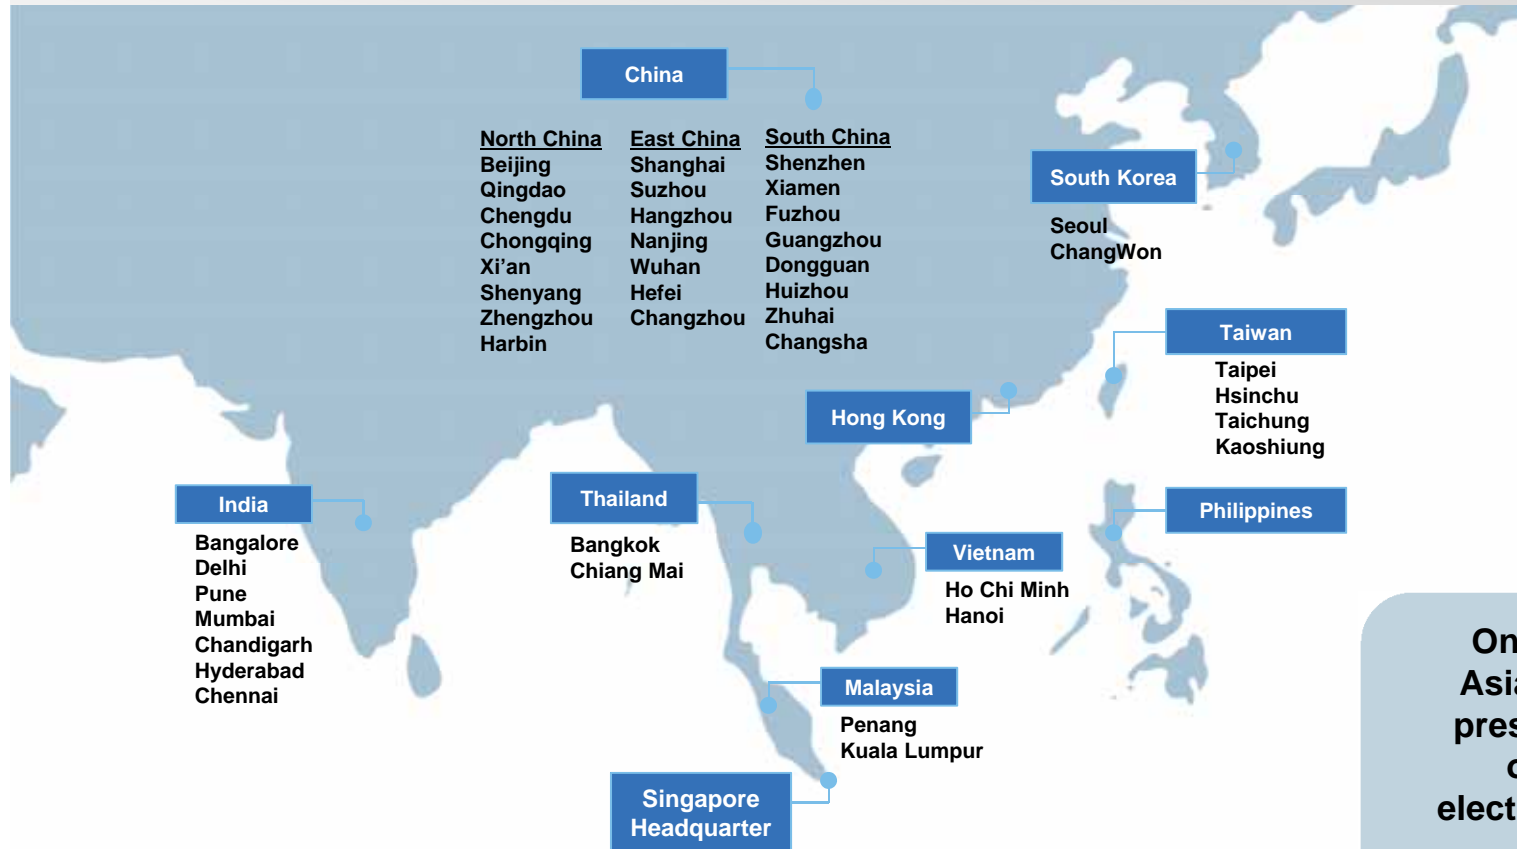 China
North China
Beijing
Qingdao
Chengdu
Chongqing
Xi’an
Shenyang
Zhengzhou
Harbin
East China
Shanghai
Suzhou
Hangzhou
Nanjing
Wuhan
Hefei
Changzhou
South China
Shenzhen
Xiamen
Fuzhou
Guangzhou
Dongguan
Huizhou
Zhuhai
Changsha
South Korea
Seoul
ChangWon
Taiwan
Taipei
Hsinchu
Taichung
Kaoshiung
Hong Kong
Philippines
India
Bangalore
Delhi
Pune
Mumbai
Chandigarh
Hyderabad
Chennai
Thailand
Bangkok
Chiang Mai
Vietnam
Ho Chi Minh
Hanoi
Malaysia
Penang
Kuala Lumpur
Singapore
Headquarter